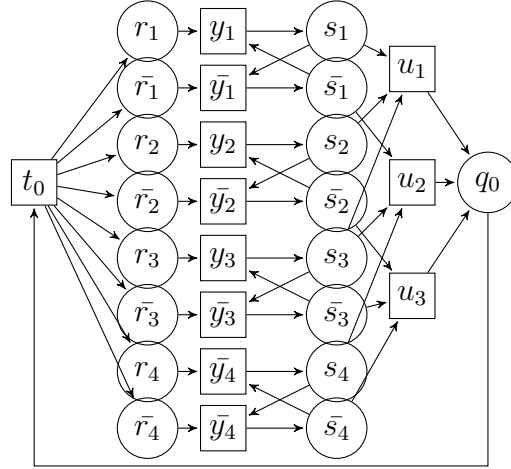 r₁ y₁ s₁
u₁
r̄₁ ȳ₁ s̄₁
r₂ y₂ s₂
t₀ u₂ q₀
r̄₂ ȳ₂ s̄₂
r₃ y₃ s₃
u₃
r̄₃ ȳ₃ s̄₃
r₄ y₄ s₄
r̄₄ ȳ₄ s̄₄